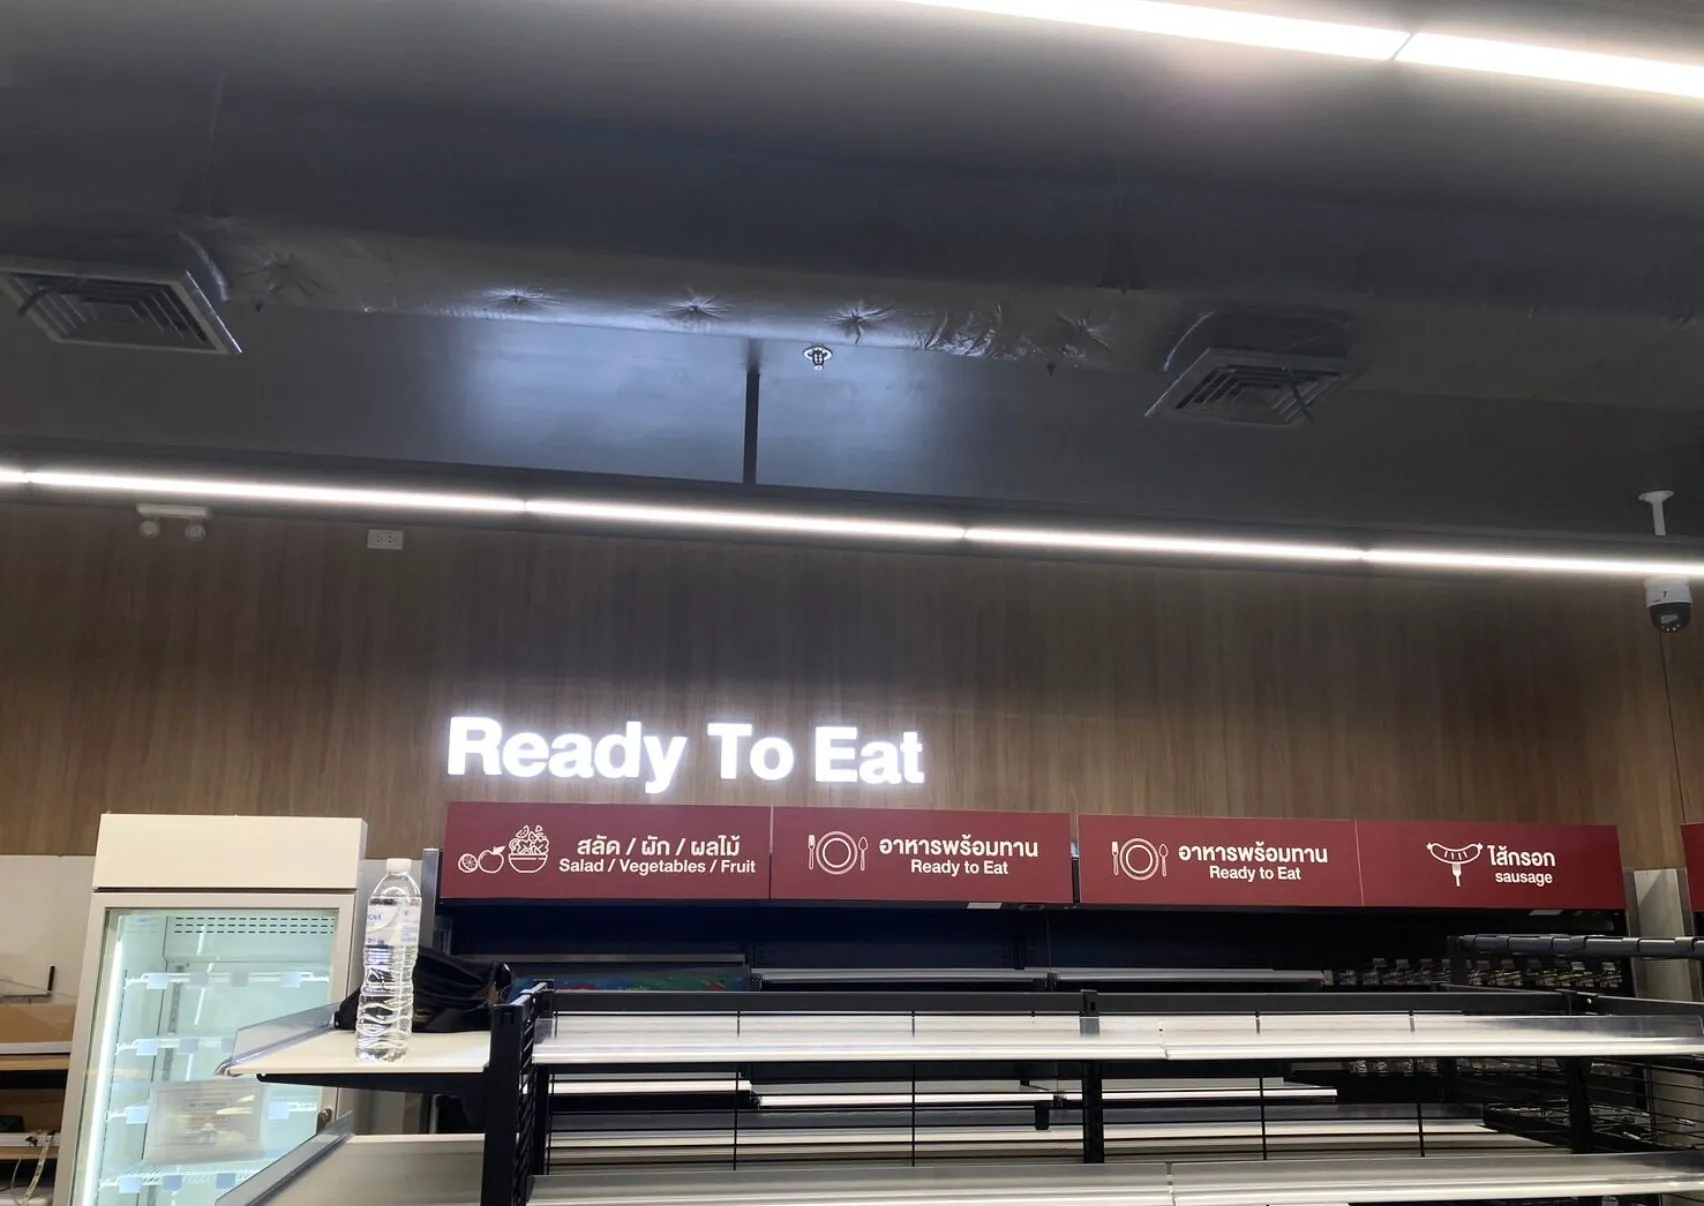 Ready To Eat
สลัด / ผัก / ผลไม้
Salad / Vegetables / Fruit
อาหารพร้อมทาน
Ready to Eat
อาหารพร้อมทาน
Ready to Eat
ไส้กรอก
sausage
7